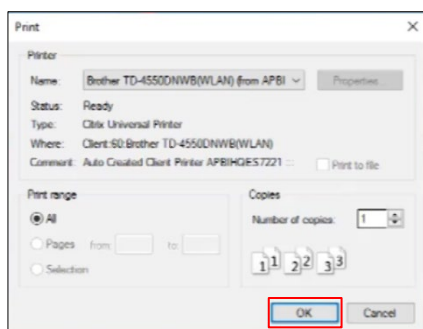 Print
Printer
Name: Brother TD-4550DNWB(WLAN) (from APBI
Properties...
Status: Ready
Type: Citrix Universal Printer
Where: Client:60:Brother TD-4550DNWB(WLAN)
Comment: Auto Created Client Printer APBIHQES7221 :::
Print to file
Print range
All
Pages from: to:
Selection
Copies
Number of copies: 1
1 1 2 2 3 3
OK Cancel